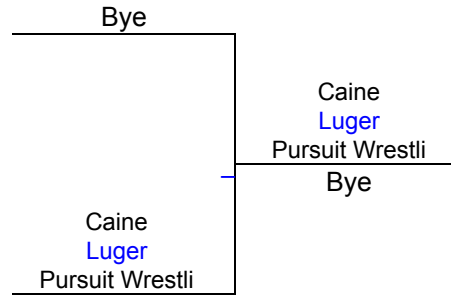 Bye
Caine
Luger
Pursuit Wrestli
Bye
Caine
Luger
Pursuit Wrestli